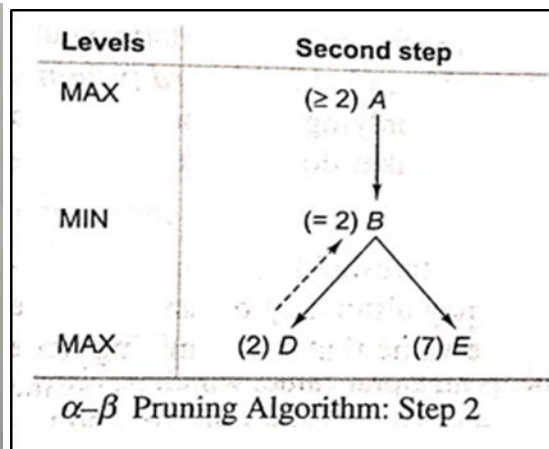 Levels Second step
MAX (≥ 2) A
MIN (= 2) B
MAX (2) D (7) E
α–β Pruning Algorithm: Step 2